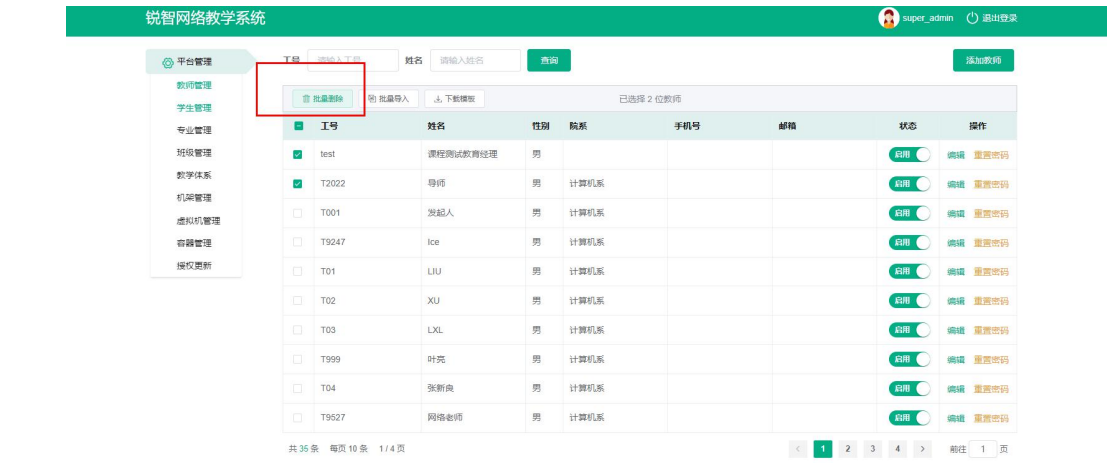 锐智网络教学系统 super_admin 退出登录
平台管理
教师管理
学生管理
专业管理
班级管理
教学体系
机架管理
虚拟机管理
容器管理
授权更新
工号 请输入工号 姓名 请输入姓名 查询 添加教师
批量删除 批量导入 下载模板 已选择 2 位教师
工号 姓名 性别 院系 手机号 邮箱 状态 操作
test 课程测试教育经理 男 启用 编辑 重置密码
T2022 导师 男 计算机系 启用 编辑 重置密码
T001 发起人 男 计算机系 启用 编辑 重置密码
T9247 Ice 男 计算机系 启用 编辑 重置密码
T01 LIU 男 计算机系 启用 编辑 重置密码
T02 XU 男 计算机系 启用 编辑 重置密码
T03 LXL 男 计算机系 启用 编辑 重置密码
T999 叶亮 男 计算机系 启用 编辑 重置密码
T04 张新良 男 计算机系 启用 编辑 重置密码
T9527 网络老师 男 计算机系 启用 编辑 重置密码
共 35 条 每页 10 条 1 / 4 页 < 1 2 3 4 > 前往 1 页